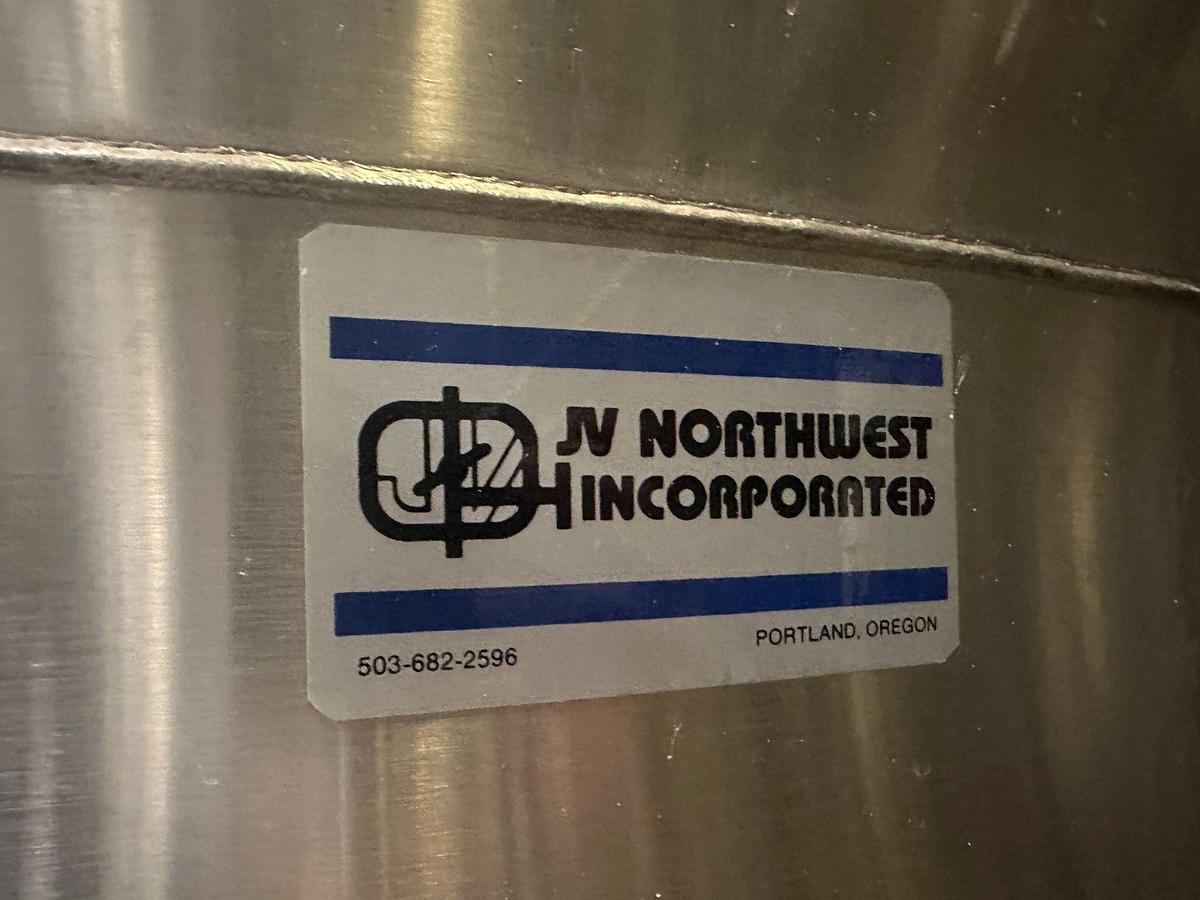 JV NORTHWEST
INCORPORATED
503-682-2596
PORTLAND, OREGON